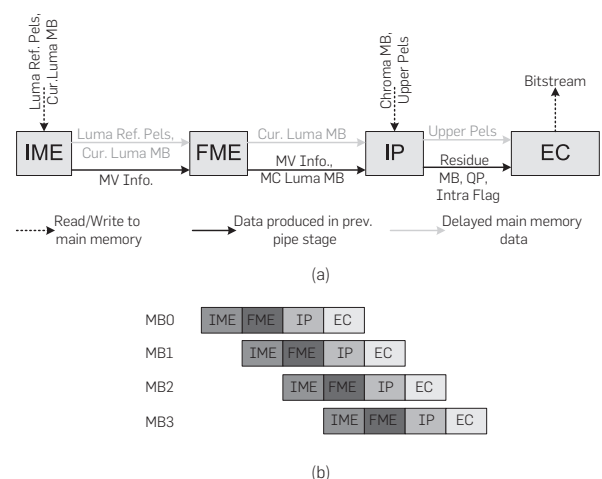 Luma Ref. Pels,
Cur.Luma MB
Chroma MB,
Upper Pels
Bitstream
IME
Luma Ref. Pels,
Cur. Luma MB
MV Info.
FME
Cur. Luma MB
MV Info.,
MC Luma MB
IP
Upper Pels
Residue
MB, QP,
Intra Flag
EC
Read/Write to
main memory
Data produced in prev.
pipe stage
Delayed main memory
data
(a)
MB0 IME FME IP EC
MB1 IME FME IP EC
MB2 IME FME IP EC
MB3 IME FME IP EC
(b)